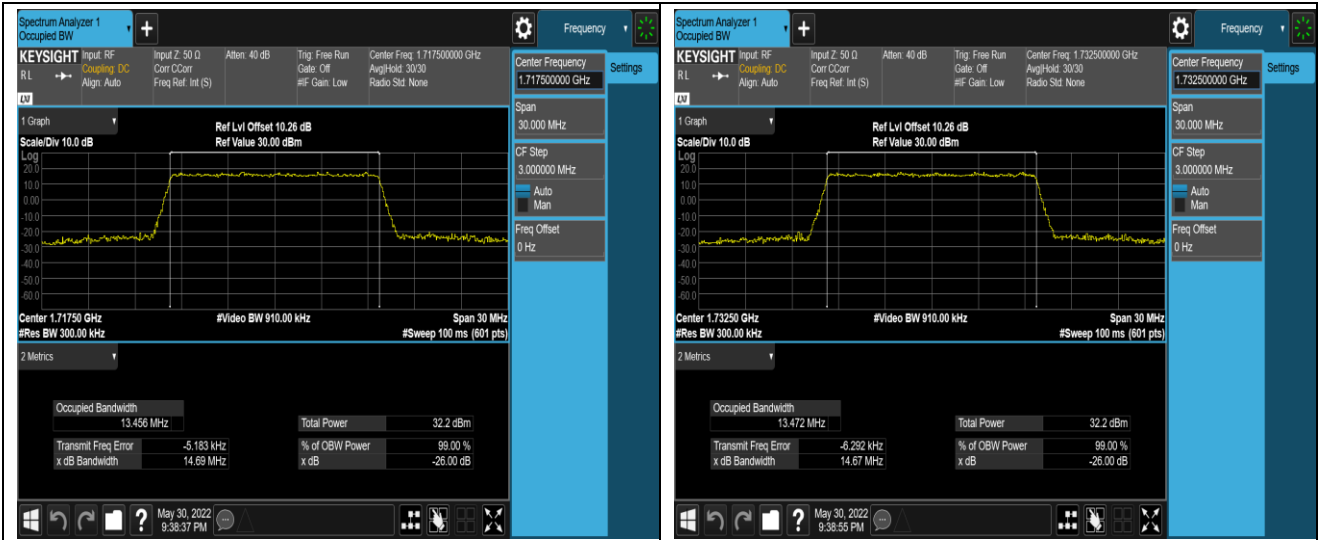 Spectrum Analyzer 1
Occupied BW
Frequency
KEYSIGHT
RL
LXI
Input: RF
Coupling: DC
Align: Auto
Input Z: 50 Ω
Corr CCorr
Freq Ref: Int (S)
Atten: 40 dB
Trig: Free Run
Gate: Off
#IF Gain: Low
Center Freq: 1.717500000 GHz
Avg|Hold: 30/30
Radio Std: None
Center Frequency
1.717500000 GHz
Settings
Span
30.000 MHz
CF Step
3.000000 MHz
Auto
Man
Freq Offset
0 Hz
1 Graph
Scale/Div 10.0 dB
Ref Lvl Offset 10.26 dB
Ref Value 30.00 dBm
Log
20.0
10.0
0.00
-10.0
-20.0
-30.0
-40.0
-50.0
-60.0
Center 1.71750 GHz
#Video BW 910.00 kHz
Span 30 MHz
#Res BW 300.00 kHz
#Sweep 100 ms (601 pts)
2 Metrics
Occupied Bandwidth
13.456 MHz
Total Power 32.2 dBm
Transmit Freq Error -5.183 kHz
% of OBW Power 99.00 %
x dB Bandwidth 14.69 MHz
x dB -26.00 dB
?
May 30, 2022
9:38:37 PM
Spectrum Analyzer 1
Occupied BW
Frequency
KEYSIGHT
RL
LXI
Input: RF
Coupling: DC
Align: Auto
Input Z: 50 Ω
Corr CCorr
Freq Ref: Int (S)
Atten: 40 dB
Trig: Free Run
Gate: Off
#IF Gain: Low
Center Freq: 1.732500000 GHz
Avg|Hold: 30/30
Radio Std: None
Center Frequency
1.732500000 GHz
Settings
Span
30.000 MHz
CF Step
3.000000 MHz
Auto
Man
Freq Offset
0 Hz
1 Graph
Scale/Div 10.0 dB
Ref Lvl Offset 10.26 dB
Ref Value 30.00 dBm
Log
20.0
10.0
0.00
-10.0
-20.0
-30.0
-40.0
-50.0
-60.0
Center 1.73250 GHz
#Video BW 910.00 kHz
Span 30 MHz
#Res BW 300.00 kHz
#Sweep 100 ms (601 pts)
2 Metrics
Occupied Bandwidth
13.472 MHz
Total Power 32.2 dBm
Transmit Freq Error -6.292 kHz
% of OBW Power 99.00 %
x dB Bandwidth 14.67 MHz
x dB -26.00 dB
?
May 30, 2022
9:38:55 PM